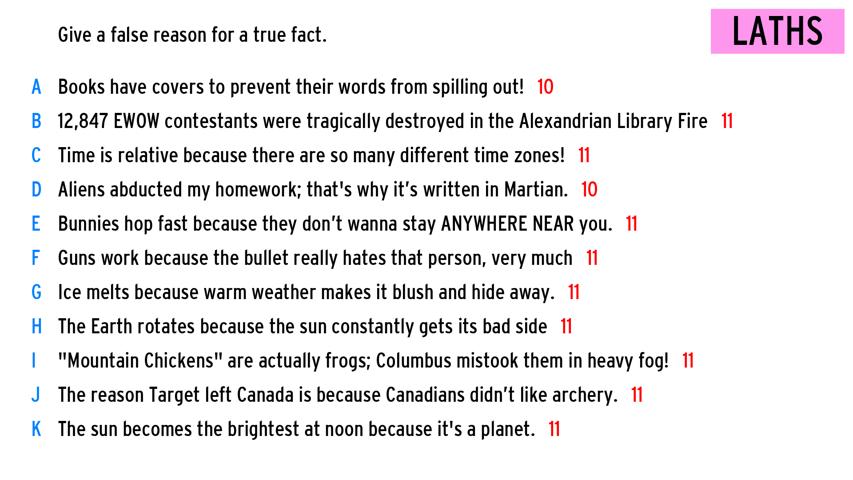 Give a false reason for a true fact.
LATHS
A Books have covers to prevent their words from spilling out! 10
B 12,847 EWOW contestants were tragically destroyed in the Alexandrian Library Fire 11
C Time is relative because there are so many different time zones! 11
D Aliens abducted my homework; that's why it’s written in Martian. 10
E Bunnies hop fast because they don’t wanna stay ANYWHERE NEAR you. 11
F Guns work because the bullet really hates that person, very much 11
G Ice melts because warm weather makes it blush and hide away. 11
H The Earth rotates because the sun constantly gets its bad side 11
I "Mountain Chickens" are actually frogs; Columbus mistook them in heavy fog! 11
J The reason Target left Canada is because Canadians didn’t like archery. 11
K The sun becomes the brightest at noon because it's a planet. 11